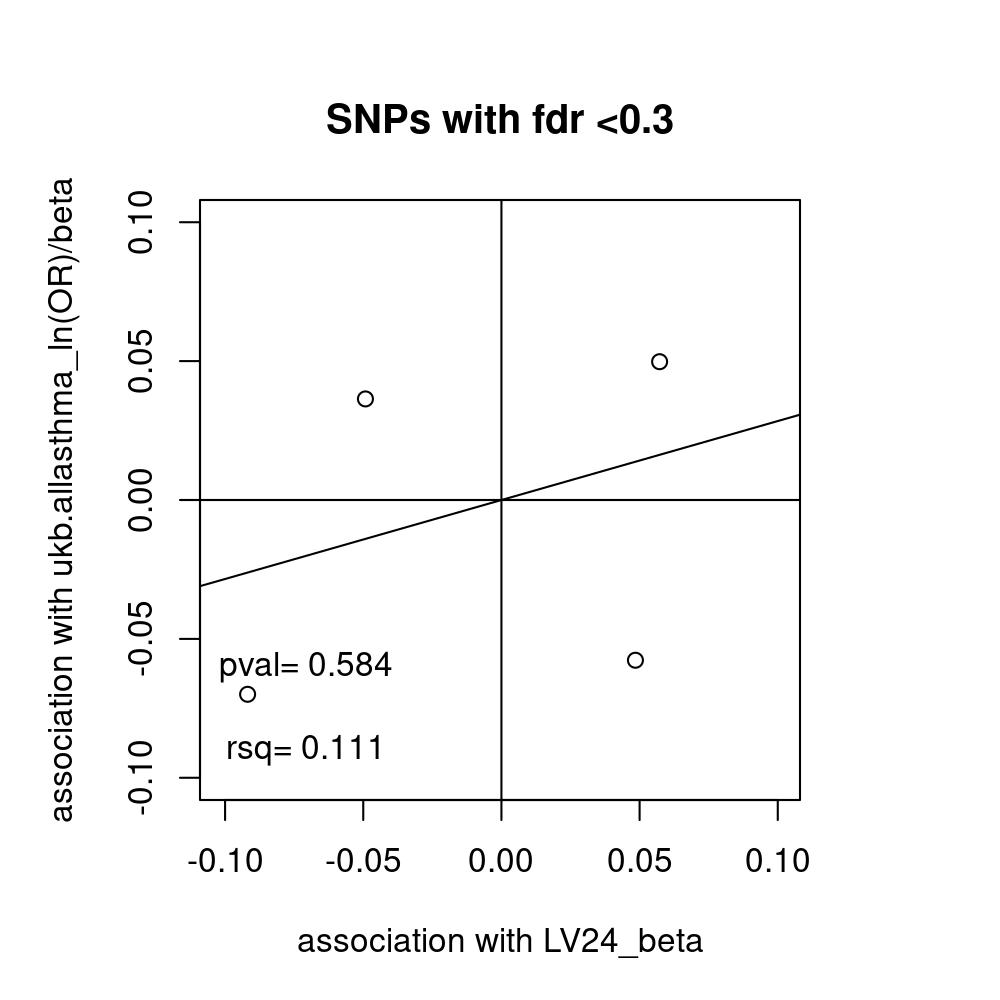 SNPs with fdr <0.3
association with ukb.allasthma_ln(OR)/beta
0.10
0.05
0.00
-0.05
-0.10
pval= 0.584
rsq= 0.111
-0.10 -0.05 0.00 0.05 0.10
association with LV24_beta